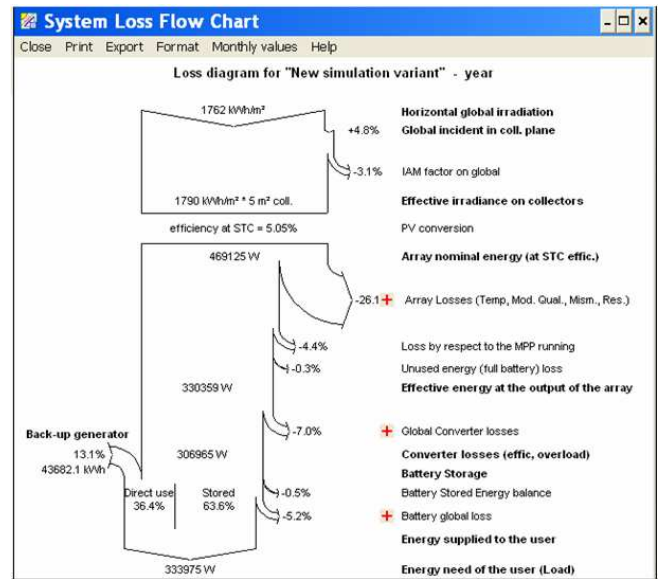 System Loss Flow Chart
Close Print Export Format Monthly values Help
Loss diagram for "New simulation variant" - year
1762 kWh/m² Horizontal global irradiation
+4.8% Global incident in coll. plane
-3.1% IAM factor on global
1790 kWh/m² * 5 m² coll. Effective irradiance on collectors
efficiency at STC = 5.05% PV conversion
469125 W Array nominal energy (at STC effic.)
-26.1 + Array Losses (Temp, Mod. Qual., Mism., Res.)
-4.4% Loss by respect to the MPP running
-0.3% Unused energy (full battery) loss
330359 W Effective energy at the output of the array
-7.0% + Global Converter losses
Back-up generator
13.1% 306965 W Converter losses (effic, overload)
43682.1 kWh Battery Storage
Direct use Stored -0.5% Battery Stored Energy balance
36.4% 63.6%
-5.2% + Battery global loss
Energy supplied to the user
333975 W Energy need of the user (Load)